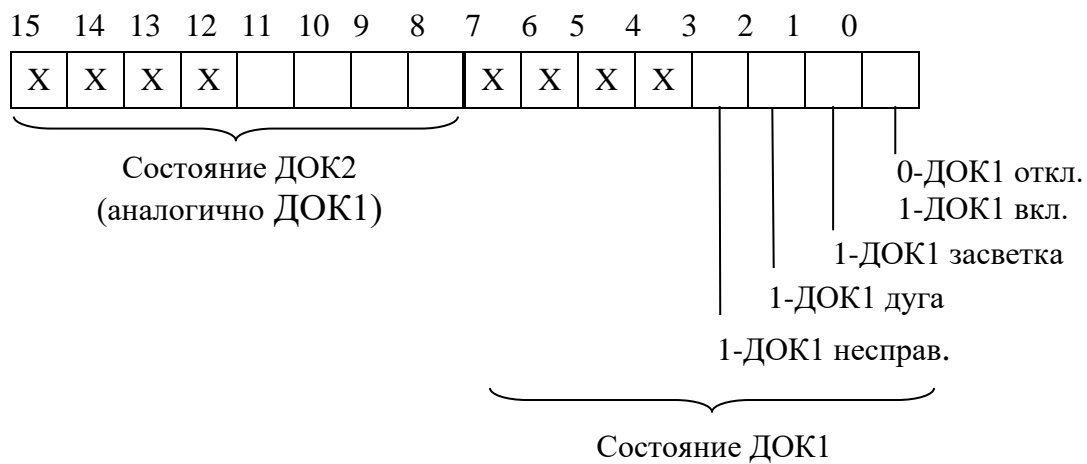 15 14 13 12 11 10 9 8 7 6 5 4 3 2 1 0
X X X X X X X X
Состояние ДОК2
(аналогично ДОК1)
0-ДОК1 откл.
1-ДОК1 вкл.
1-ДОК1 засветка
1-ДОК1 дуга
1-ДОК1 несправ.
Состояние ДОК1